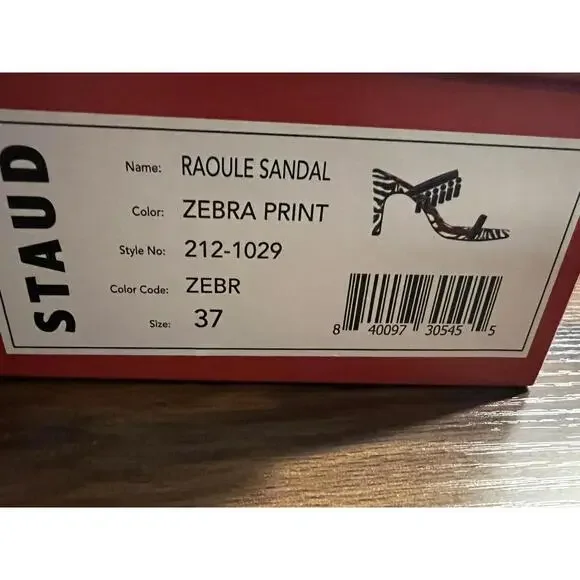 STAUD
Name: RAOULE SANDAL
Color: ZEBRA PRINT
Style No: 212-1029
Color Code: ZEBR
Size: 37
8 40097 30545 5